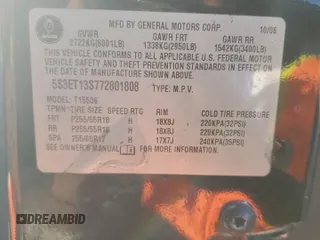 MFD BY GENERAL MOTORS CORP. 10/06
GVWR GAWR FRT GAWR RR
2722KG(6001LB) 1338KG(2950LB) 1542KG(3400LB)
THIS VEHICLE CONFORMS TO ALL APPLICABLE U.S. FEDERAL MOTOR
VEHICLE SAFETY AND THEFT PREVENTION STANDARDS IN EFFECT ON
THE DATE OF MANUFACTURE SHOWN ABOVE.
5S3ET13S772801808 TYPE: M.P.V.
MODEL: T15506
TIRE SIZE SPEED RTG RIM COLD TIRE PRESSURE
FRT P255/55R18 H 18X8J 220KPA(32PSI)
RR P255/55R18 H 18X8J 220KPA(32PSI)
SPA 255/65R17 H 17X7J 240KPA(35PSI)
SEE OWNER'S MANUAL
DREAMBID